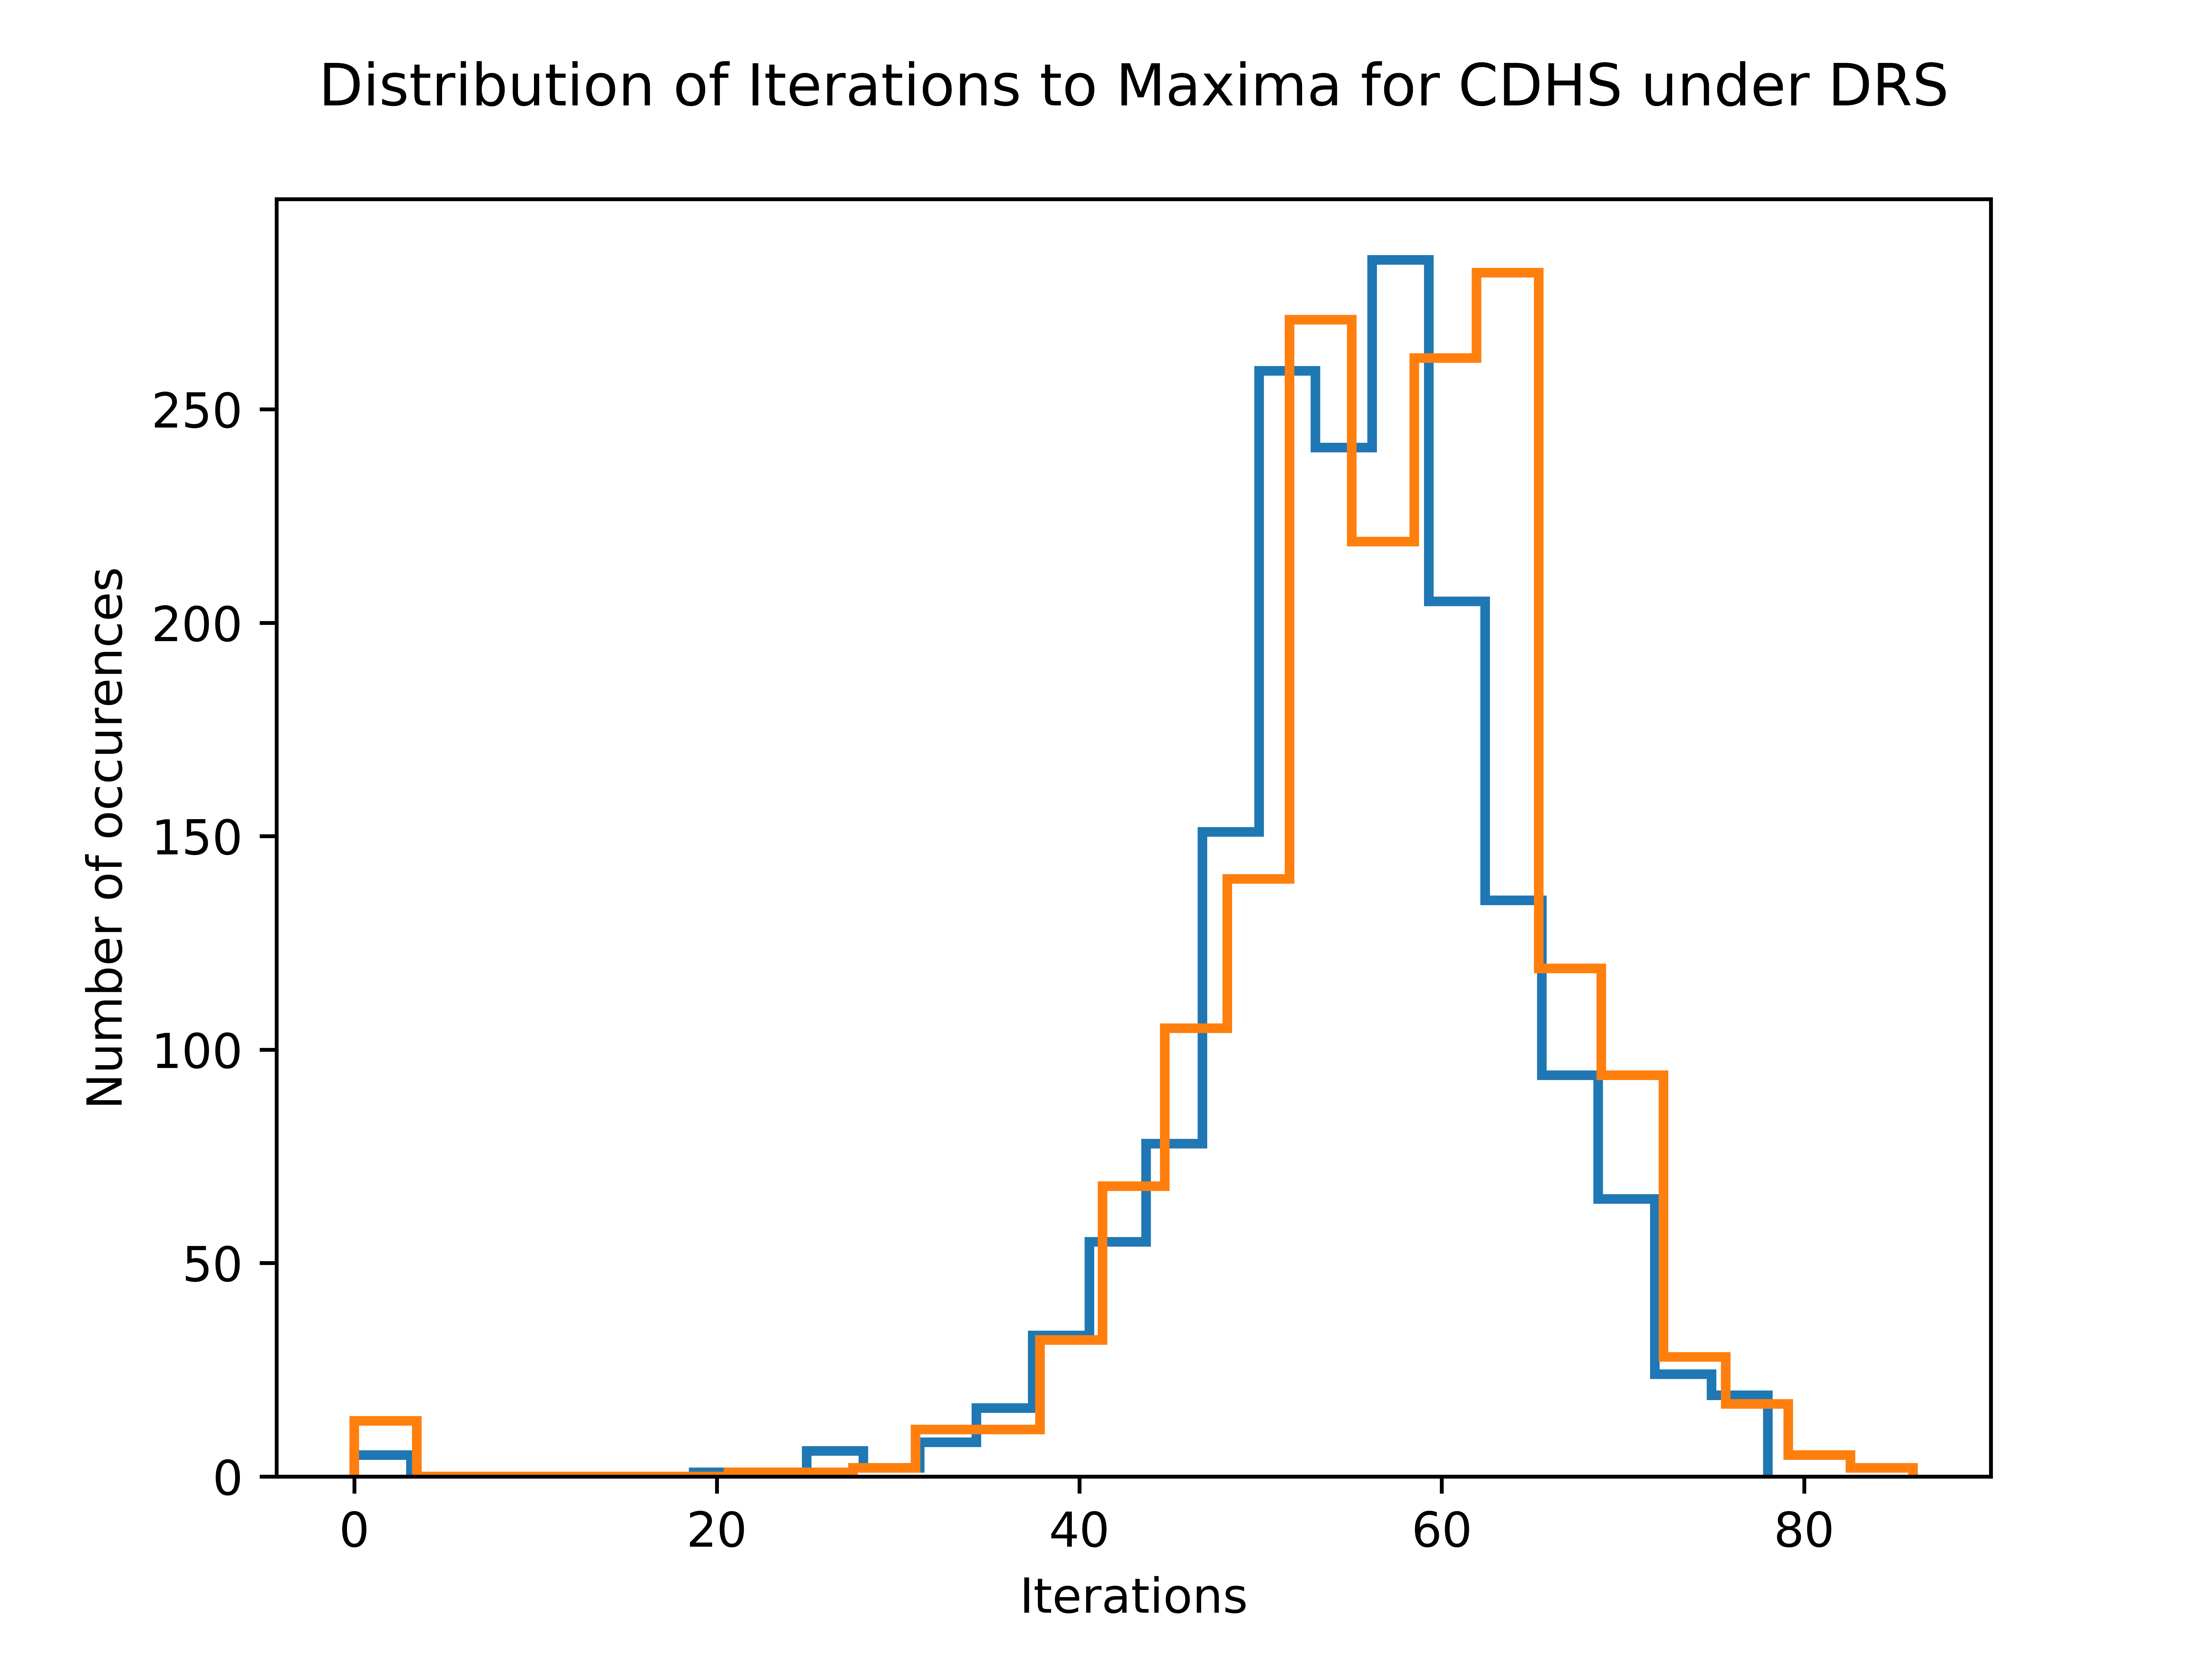 Distribution of Iterations to Maxima for CDHS under DRS
Number of occurences
250
200
150
100
50
0
0 20 40 60 80
Iterations